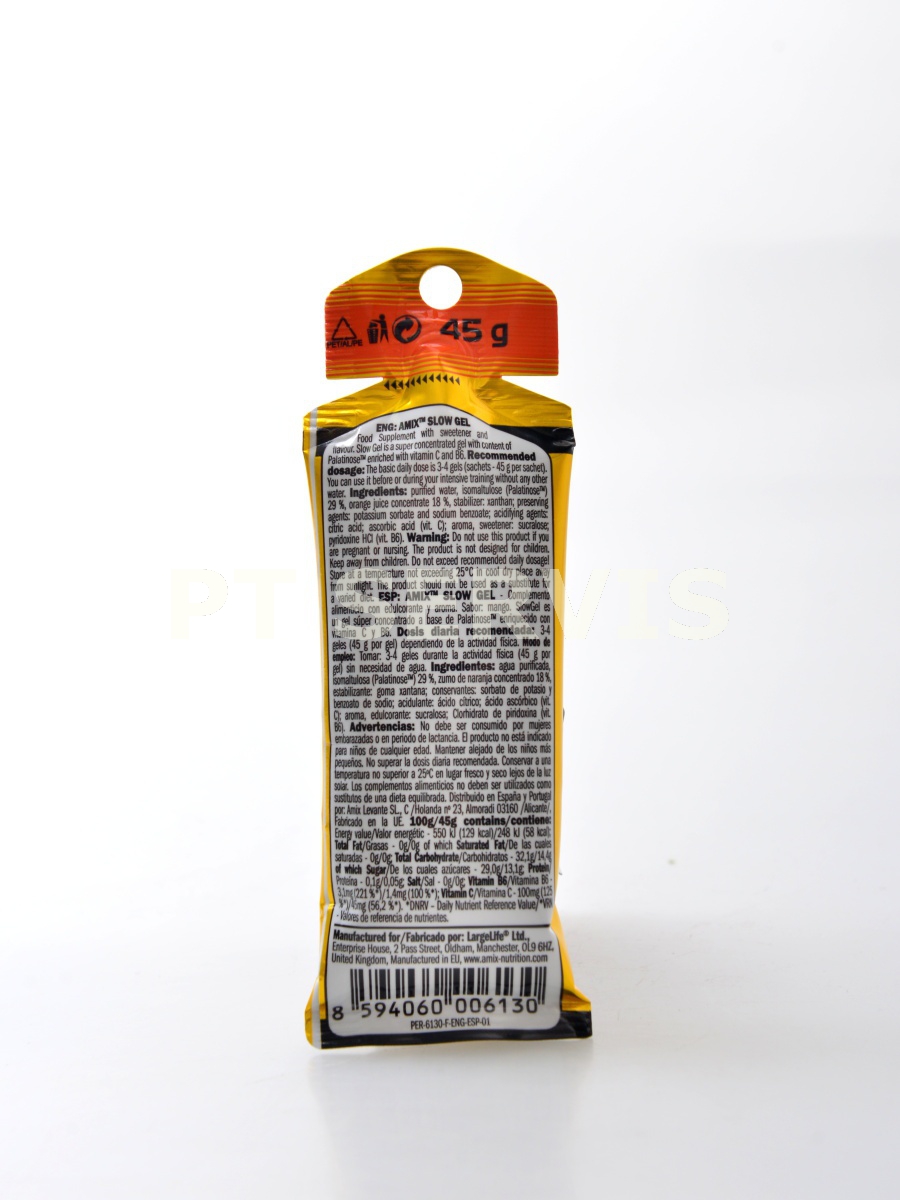 PET/AL/PE
45 g
ENG: AMIX™ SLOW GEL
Food Supplement with sweetener and
flavour. Slow Gel is a super concentrated gel with content of
Palatinose™ enriched with vitamin C and B6. Recommended
dosage: The basic daily dose is 3-4 gels (sachets - 45 g per sachet).
You can use it before or during your intensive training without any other
water. Ingredients: purified water, isomaltulose (Palatinose™)
29 %, orange juice concentrate 18 %, stabilizer: xanthan; preserving
agents: potassium sorbate and sodium benzoate; acidifying agents:
citric acid; ascorbic acid (vit. C); aroma, sweetener: sucralose;
pyridoxine HCl (vit. B6). Warning: Do not use this product if you
are pregnant or nursing. The product is not designed for children.
Keep away from children. Do not exceed recommended daily dosage!
Store at a temperature not exceeding 25°C in cool dry place away
from sunlight. The product should not be used as a substitute for
a varied diet. ESP: AMIX™ SLOW GEL - Complemento
alimenticio con edulcorante y aroma. Sabor: mango. SlowGel es
un gel súper concentrado a base de Palatinose™ enriquecido con
vitamina C y B6. Dosis diaria recomendada: 3-4
geles (45 g por gel) dependiendo de la actividad física. Modo de
empleo: Tomar: 3-4 geles durante la actividad física (45 g por
gel) sin necesidad de agua. Ingredientes: agua purificada,
isomaltulosa (Palatinose™) 29 %, zumo de naranja concentrado 18 %,
estabilizante: goma xantana; conservantes: sorbato de potasio y
benzoato de sodio; acidulante: ácido cítrico; ácido ascórbico (vit.
C); aroma, edulcorante: sucralosa; Clorhidrato de piridoxina (vit.
B6). Advertencias: No debe ser consumido por mujeres
embarazadas o en periodo de lactancia. El producto no está indicado
para niños de cualquier edad. Mantener alejado de los niños más
pequeños. No superar la dosis diaria recomendada. Conservar a una
temperatura no superior a 25ºC en lugar fresco y seco lejos de la luz
solar. Los complementos alimenticios no deben ser utilizados como
sustitutos de una dieta equilibrada. Distribuido en España y Portugal
por: Amix Levante SL., C /Holanda nº 23, Almoradi 03160 /Alicante/.
Fabricado en la UE. 100g/45g contains/contiene:
Energy value/Valor energétic - 550 kJ (129 kcal)/248 kJ (58 kcal);
Total Fat/Grasas - 0g/0g of which Saturated Fat/De las cuales
saturadas - 0g/0g; Total Carbohydrate/Carbohidratos - 32,1g/14,4g
of which Sugar/De los cuales azúcares - 29,0g/13,1g; Protein/
Proteína - 0,1g/0,05g; Salt/Sal - 0g/0g; Vitamin B6/Vitamina B6 -
3,1mg (221 %*)/1,4mg (100 %*); Vitamin C/Vitamina C - 100mg (125
%*)/45mg (56,2 %*). *DNRV – Daily Nutrient Reference Value/*VRN
- Valores de referencia de nutrientes.
Manufactured for/Fabricado por: LargeLife® Ltd.,
Enterprise House, 2 Pass Street, Oldham, Manchester, OL9 6HZ,
United Kingdom, Manufactured in EU, www.amix-nutrition.com
8 594060 006130
PER-6130-F-ENG-ESP-01